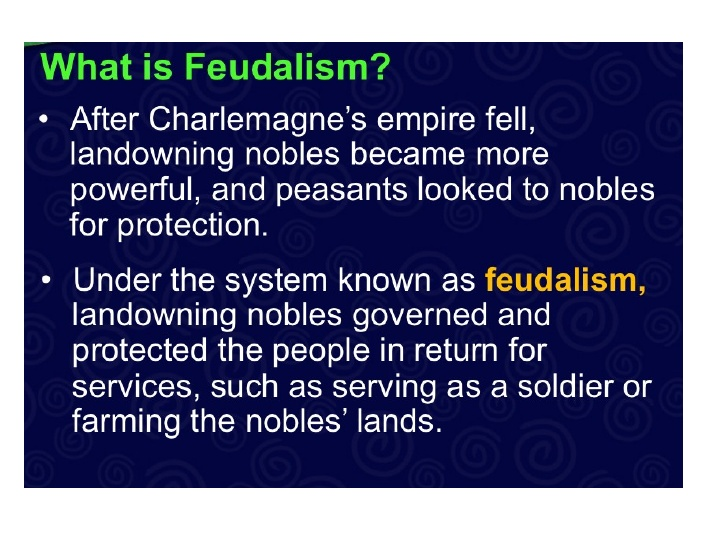 What is Feudalism?
• After Charlemagne’s empire fell,
landowning nobles became more
powerful, and peasants looked to nobles
for protection.
• Under the system known as feudalism,
landowning nobles governed and
protected the people in return for
services, such as serving as a soldier or
farming the nobles’ lands.